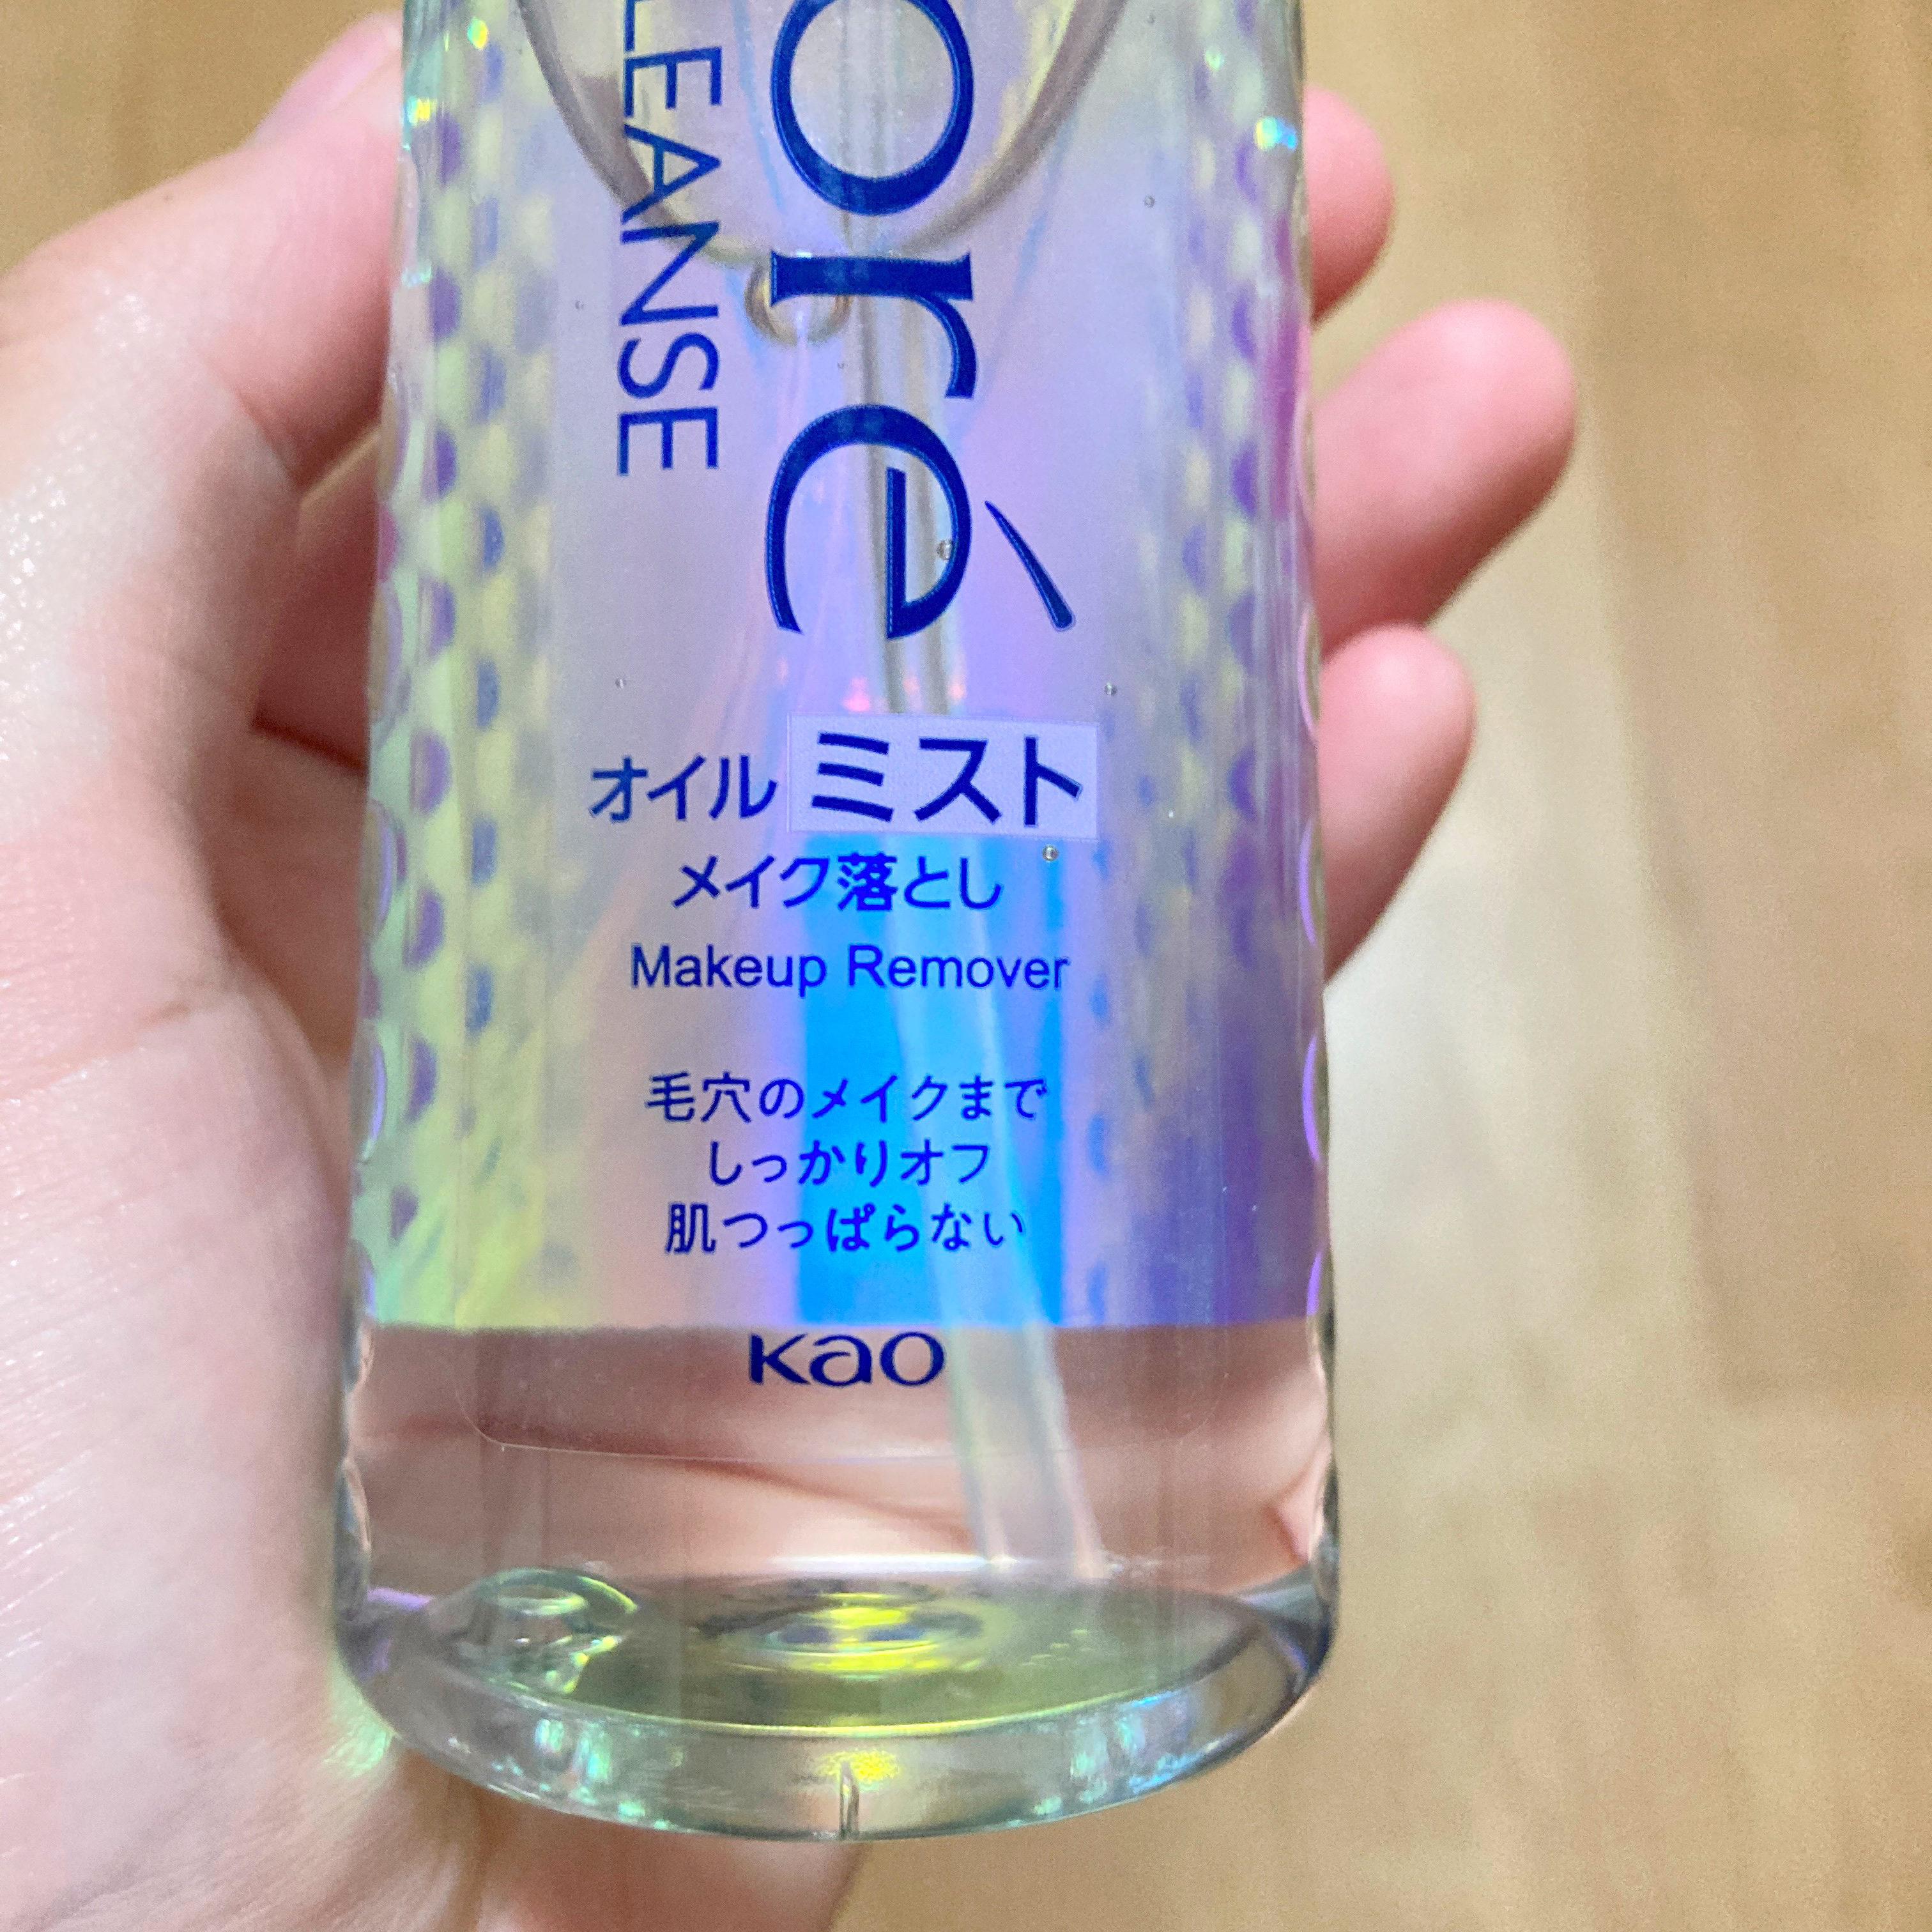 oré
LEANSE
オイル ミスト
メイク落とし
Makeup Remover
毛穴のメイクまで
しっかりオフ
肌つっぱらない
Kao